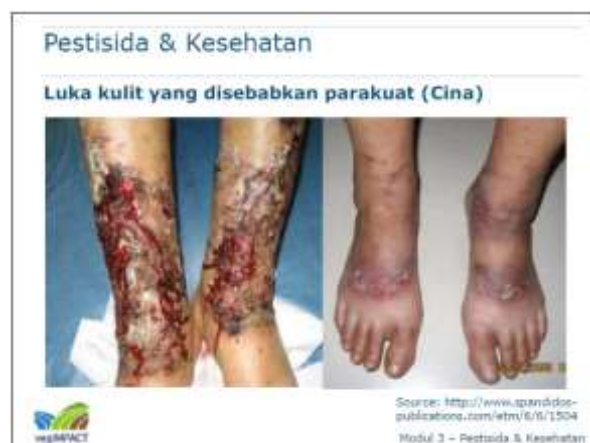 Pestisida & Kesehatan
Luka kulit yang disebabkan parakuat (Cina)
Source: http://www.spandidos-
publications.com/etm/6/6/1504
vegIMPACT
Modul 3 – Pestisida & Kesehatan